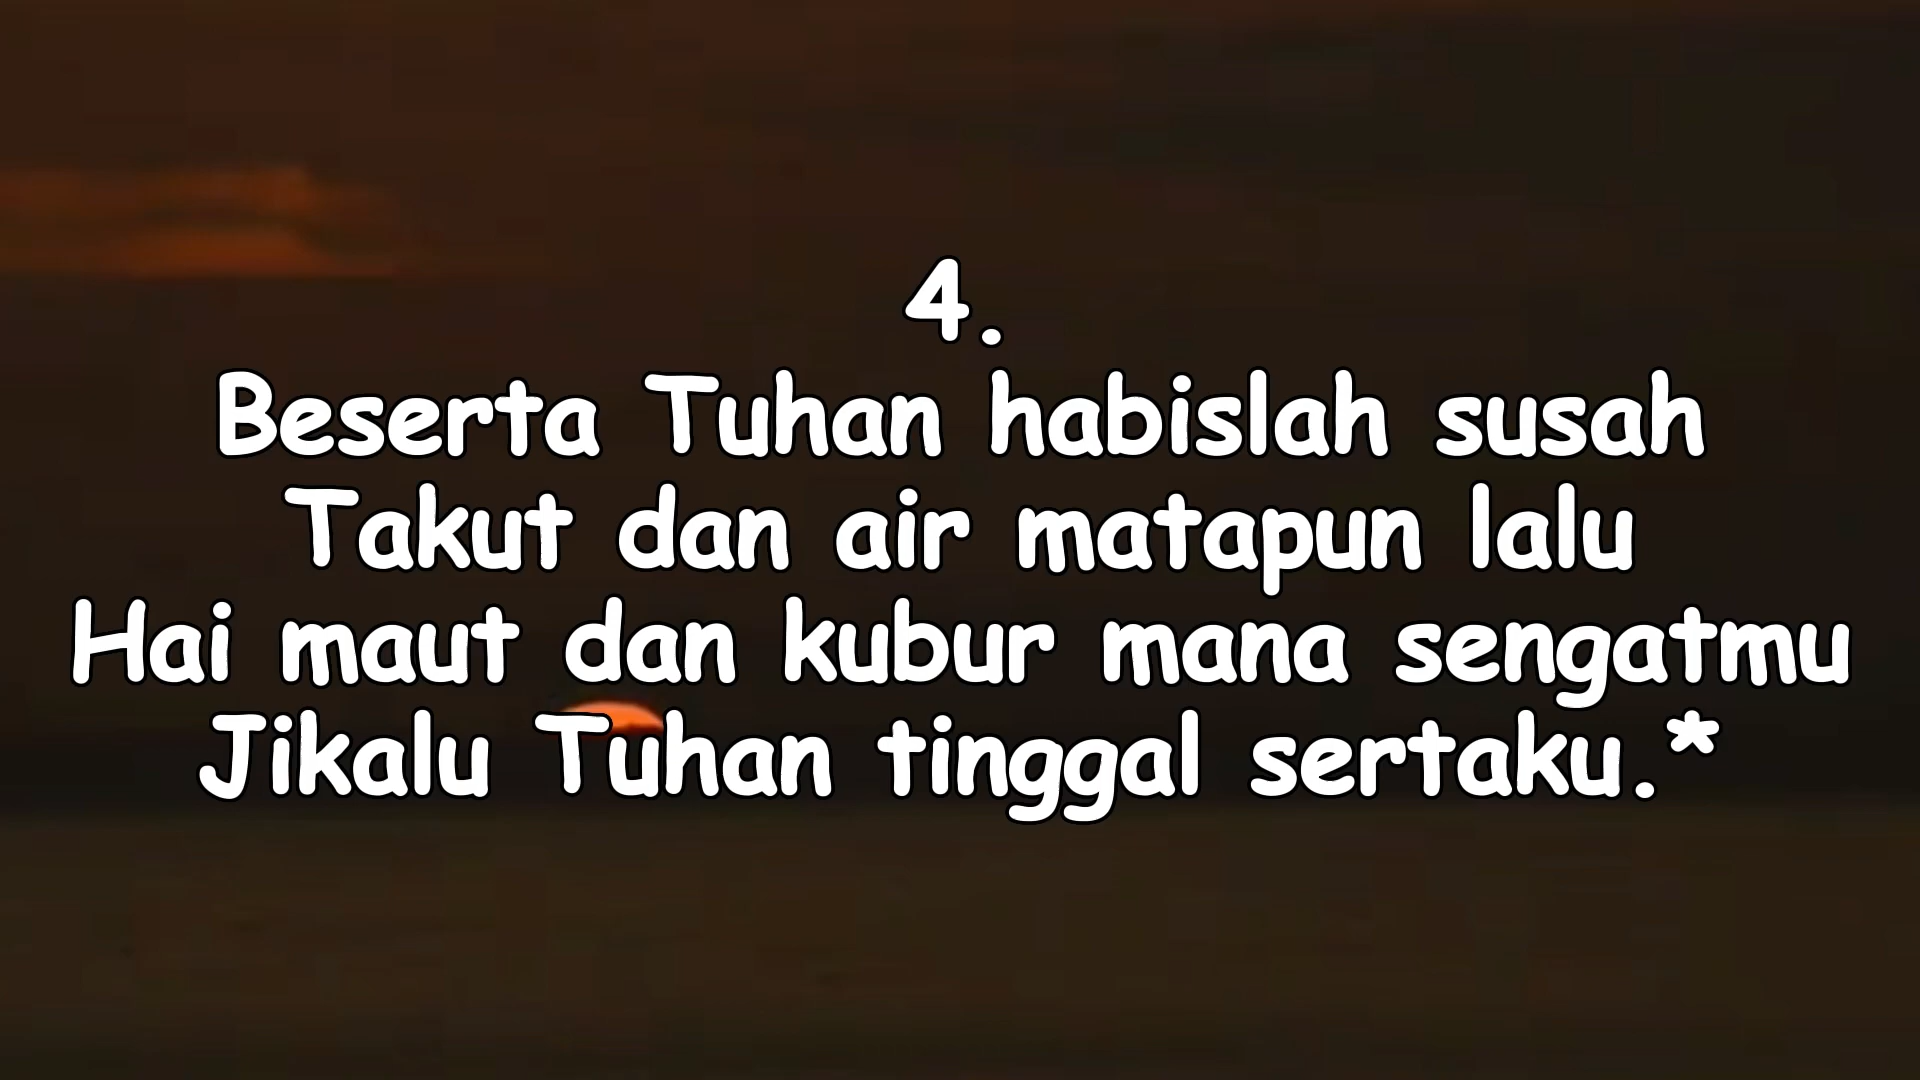 4.
Beserta Tuhan habislah susah
Takut dan air matapun lalu
Hai maut dan kubur mana sengatmu
Jikalu Tuhan tinggal sertaku.*